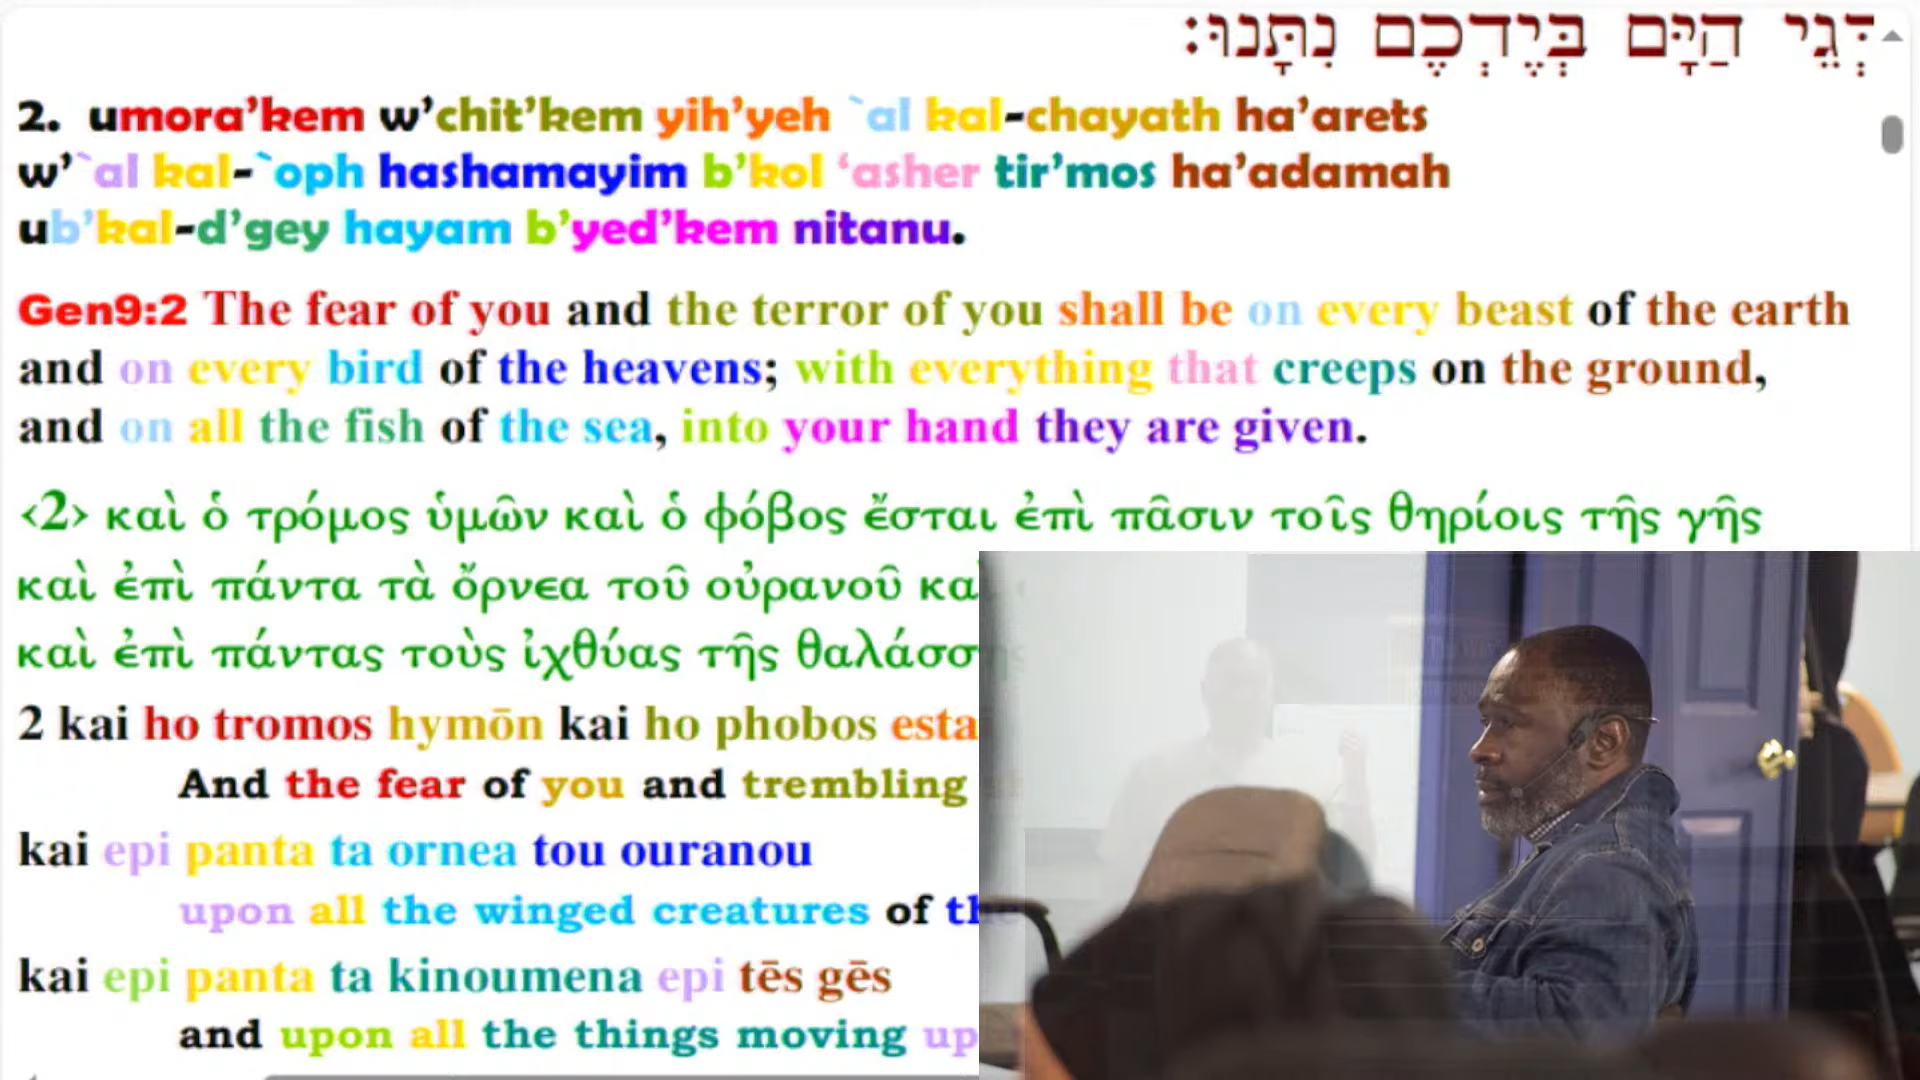 דְּגֵי הַיָּם בְּיֶדְכֶם נִתָּנוּ׃
2. umora’kem w’chit’kem yih’yeh `al kal-chayath ha’arets
w’`al kal-`oph hashamayim b’kol ‘asher tir’mos ha’adamah
ub’kal-d’gey hayam b’yed’kem nitanu.
Gen9:2 The fear of you and the terror of you shall be on every beast of the earth
and on every bird of the heavens; with everything that creeps on the ground,
and on all the fish of the sea, into your hand they are given.
‹2› καὶ ὁ τρόμος ὑμῶν καὶ ὁ φόβος ἔσται ἐπὶ πᾶσιν τοῖς θηρίοις τῆς γῆς
καὶ ἐπὶ πάντα τὰ ὄρνεα τοῦ οὐρανοῦ κα
καὶ ἐπὶ πάντας τοὺς ἰχθύας τῆς θαλάσσης
2 kai ho tromos hymōn kai ho phobos esta
And the fear of you and trembling
kai epi panta ta ornea tou ouranou
upon all the winged creatures of the
kai epi panta ta kinoumena epi tēs gēs
and upon all the things moving up